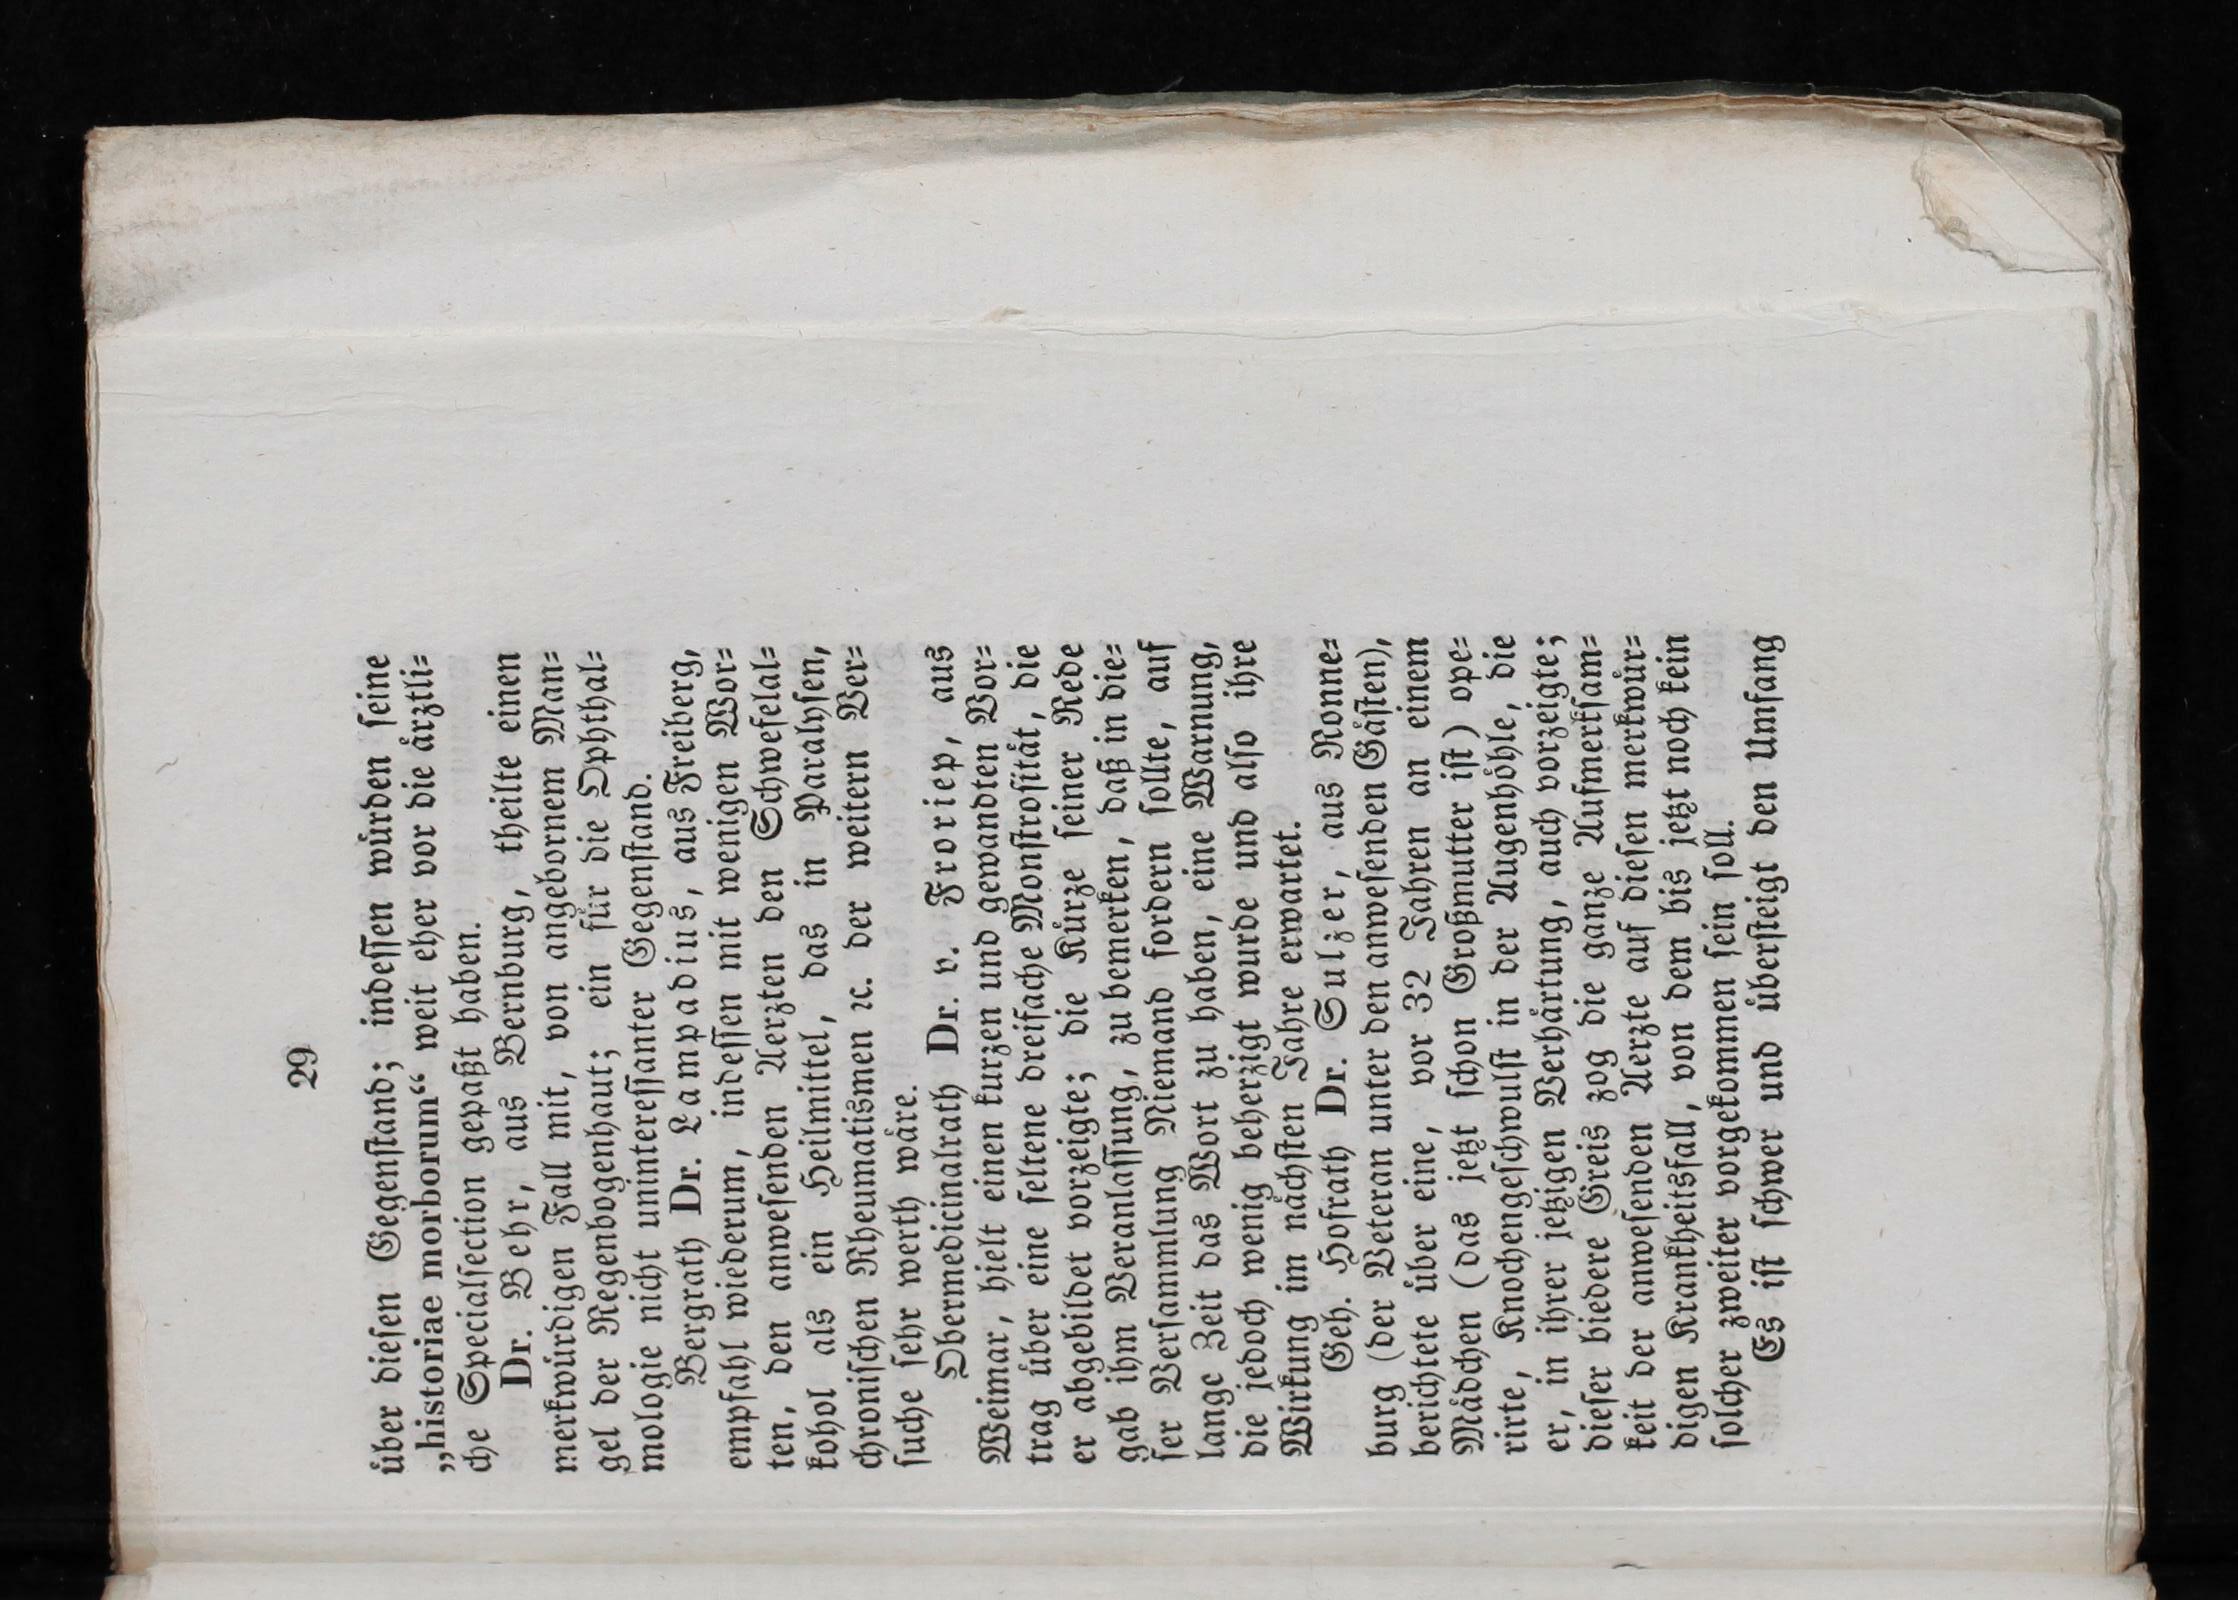 29
über dieſen Gegenſtand; indeſſen würden ſeine
„historiae morborum“ weit eher vor die ärztli=
che Specialſection gepaßt haben.
Dr. Behr, aus Bernburg, theilte einen
merkwürdigen Fall mit, von angebornem Man=
gel der Regenbogenhaut; ein für die Ophthal=
mologie nicht unintereſſanter Gegenſtand.
Bergrath Dr. Lampadius, aus Freiberg,
empfahl wiederum, indeſſen mit wenigen Wor=
ten, den anweſenden Aerzten den Schwefelal=
kohol als ein Heilmittel, das in Paralyſen,
chroniſchen Rheumatismen ꝛc. der weitern Ver=
ſuche ſehr werth wäre.
Obermedicinalrath Dr. v. Froriep, aus
Weimar, hielt einen kurzen und gewandten Vor=
trag über eine ſeltene dreifache Monſtroſität, die
er abgebildet vorzeigte; die Kürze ſeiner Rede
gab ihm Veranlaſſung, zu bemerken, daß in die=
ſer Verſammlung Niemand fordern ſollte, auf
lange Zeit das Wort zu haben, eine Warnung,
die jedoch wenig beherzigt wurde und alſo ihre
Wirkung im nächſten Jahre erwartet.
Geh. Hofrath Dr. Sulzer, aus Ronne=
burg (der Veteran unter den anweſenden Gäſten),
berichtete über eine, vor 32 Jahren an einem
Mädchen (das jetzt ſchon Großmutter iſt) ope=
rirte, Knochengeſchwulſt in der Augenhöhle, die
er, in ihrer jetzigen Verhärtung, auch vorzeigte;
dieſer biedere Greis zog die ganze Aufmerkſam=
keit der anweſenden Aerzte auf dieſen merkwür=
digen Krankheitsfall, von dem bis jetzt noch kein
ſolcher zweiter vorgekommen ſein ſoll.
Es iſt ſchwer und überſteigt den Umfang